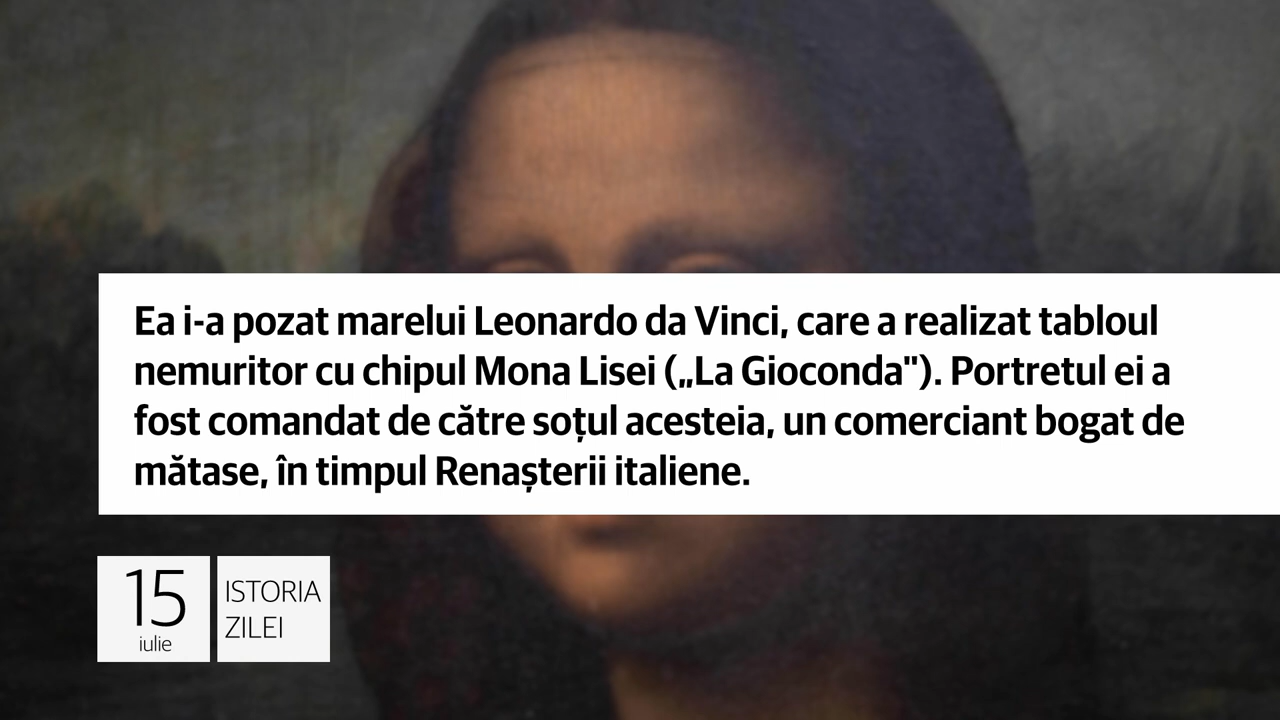 Ea i-a pozat marelui Leonardo da Vinci, care a realizat tabloul
nemuritor cu chipul Mona Lisei („La Gioconda"). Portretul ei a
fost comandat de către soțul acesteia, un comerciant bogat de
mătase, în timpul Renașterii italiene.
15
iulie
ISTORIA
ZILEI